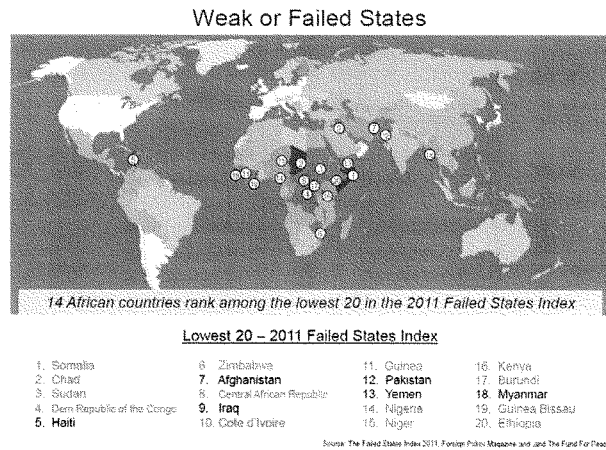 Weak or Failed States
14 African countries rank among the lowest 20 in the 2011 Failed States Index
Lowest 20 – 2011 Failed States Index
1. Somalia
2. Chad
3. Sudan
4. Dem Republic of the Congo
5. Haiti
6 Zimbabwe
7. Afghanistan
8. Central African Republic
9. Iraq
10. Cote d'Ivoire
11. Guinea
12. Pakistan
13. Yemen
14. Nigeria
15. Niger
16. Kenya
17. Burundi
18. Myanmar
19. Guinea Bissau
20. Ethiopia
Source: The Failed States Index 2011, Foreign Policy Magazine and The Fund For Peac